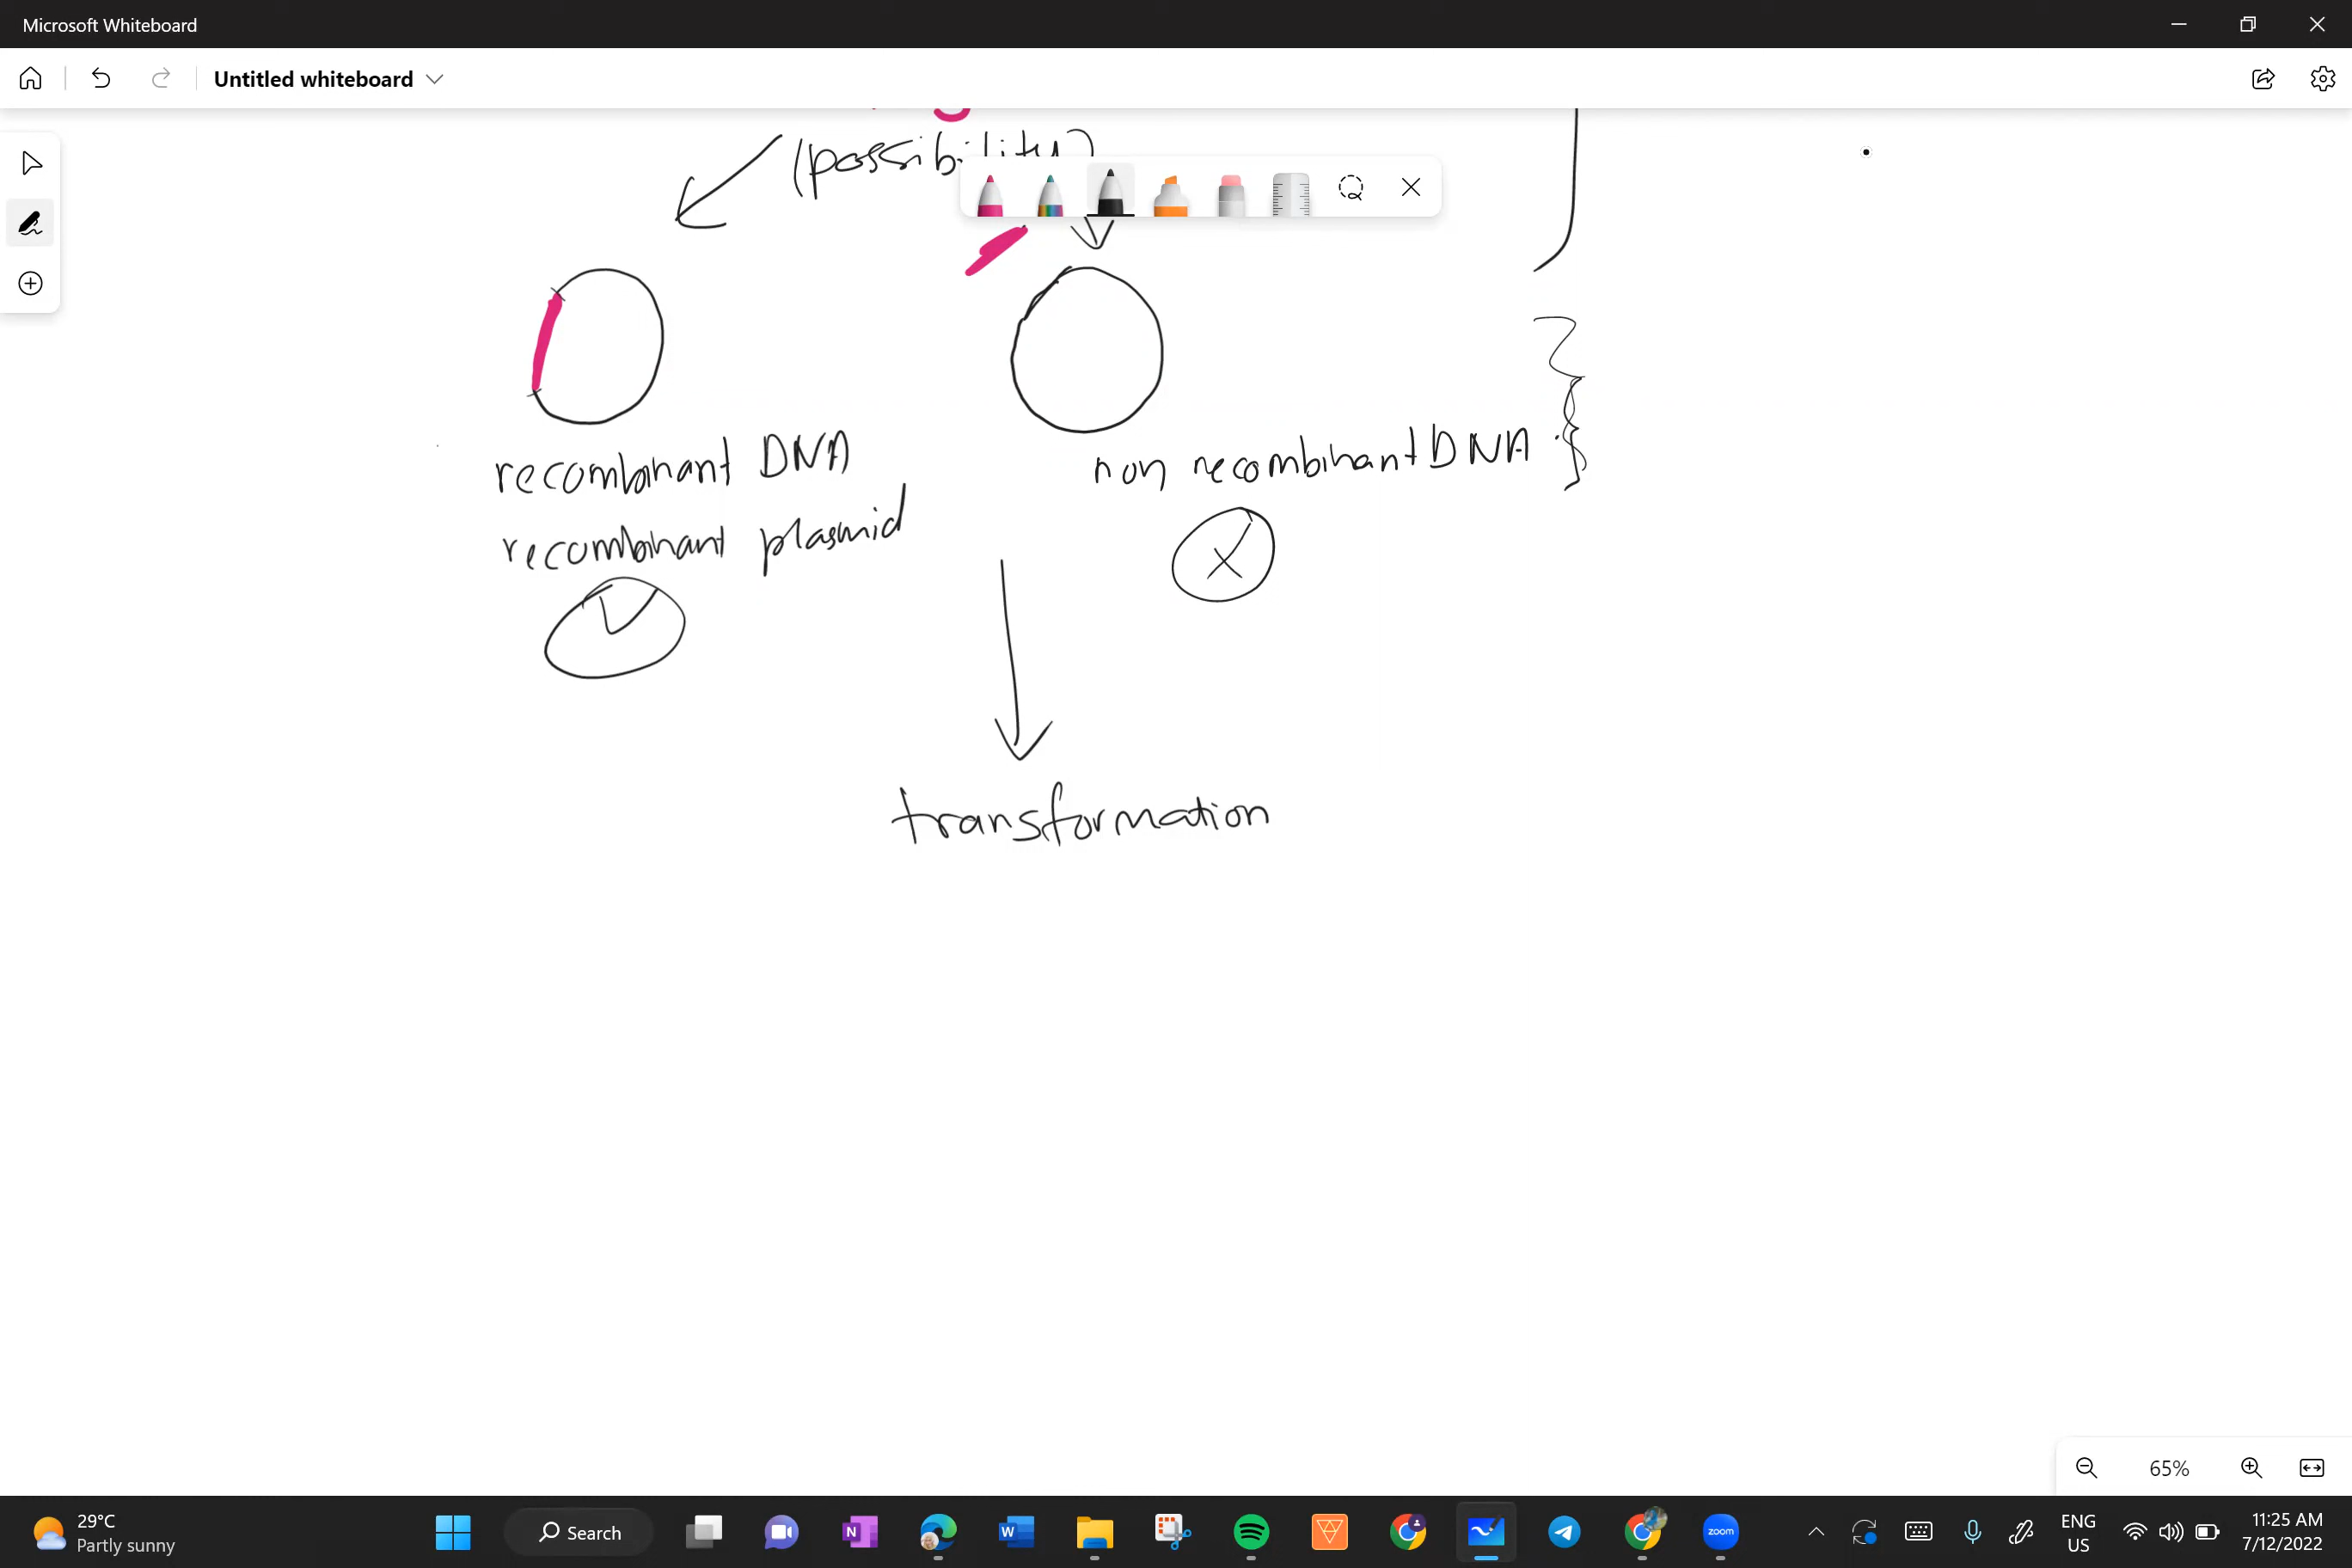 Microsoft Whiteboard
Untitled whiteboard
(possibility)
recombinant DNA
non recombinant DNA
recombinant plasmid
X
transformation
65%
29°C
Partly sunny
Search
N
W
zoom
ENG
US
11:25 AM
7/12/2022